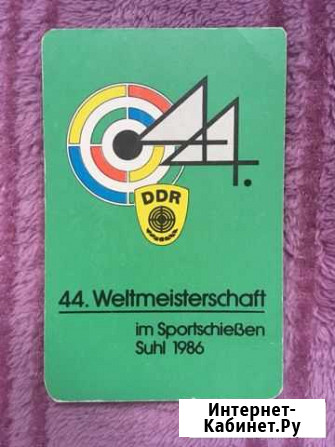 44.
DDR
44. Weltmeisterschaft
im Sportschießen
Suhl 1986
Интернет-
Кабинет.Ру